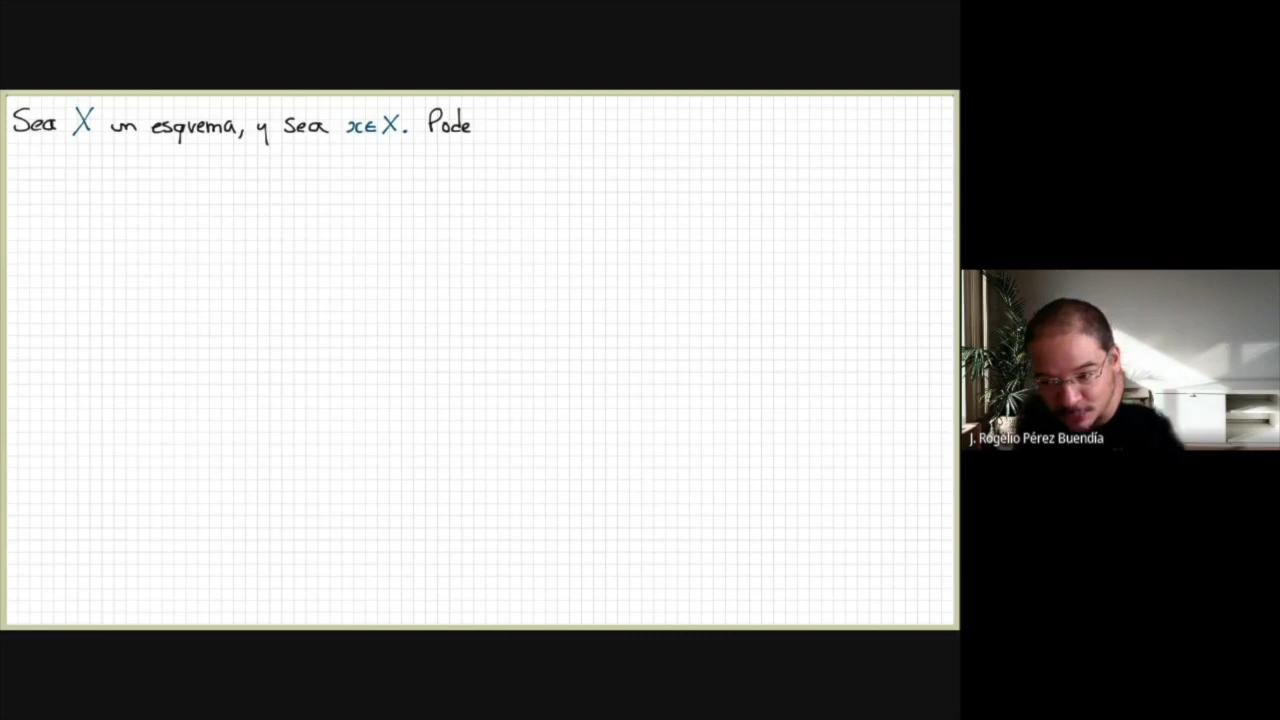 Sea X un esquema, y sea x∈X. Pode
J. Rogelio Pérez Buendía